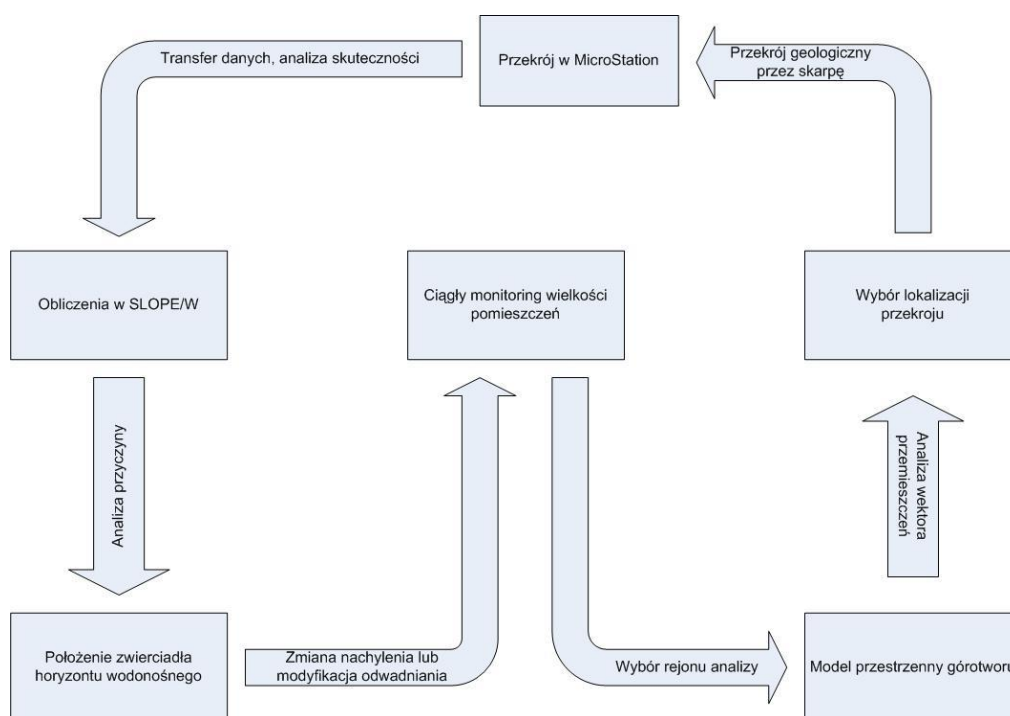 Transfer danych, analiza skuteczności
Przekrój w MicroStation
Przekrój geologiczny
przez skarpę
Obliczenia w SLOPE/W
Ciągły monitoring wielkości
pomieszczeń
Wybór lokalizacji
przekroju
Analiza przyczyny
Analiza wektora
przemieszczeń
Położenie zwierciadła
horyzontu wodonośnego
Zmiana nachylenia lub
modyfikacja odwadniania
Wybór rejonu analizy
Model przestrzenny górotworu